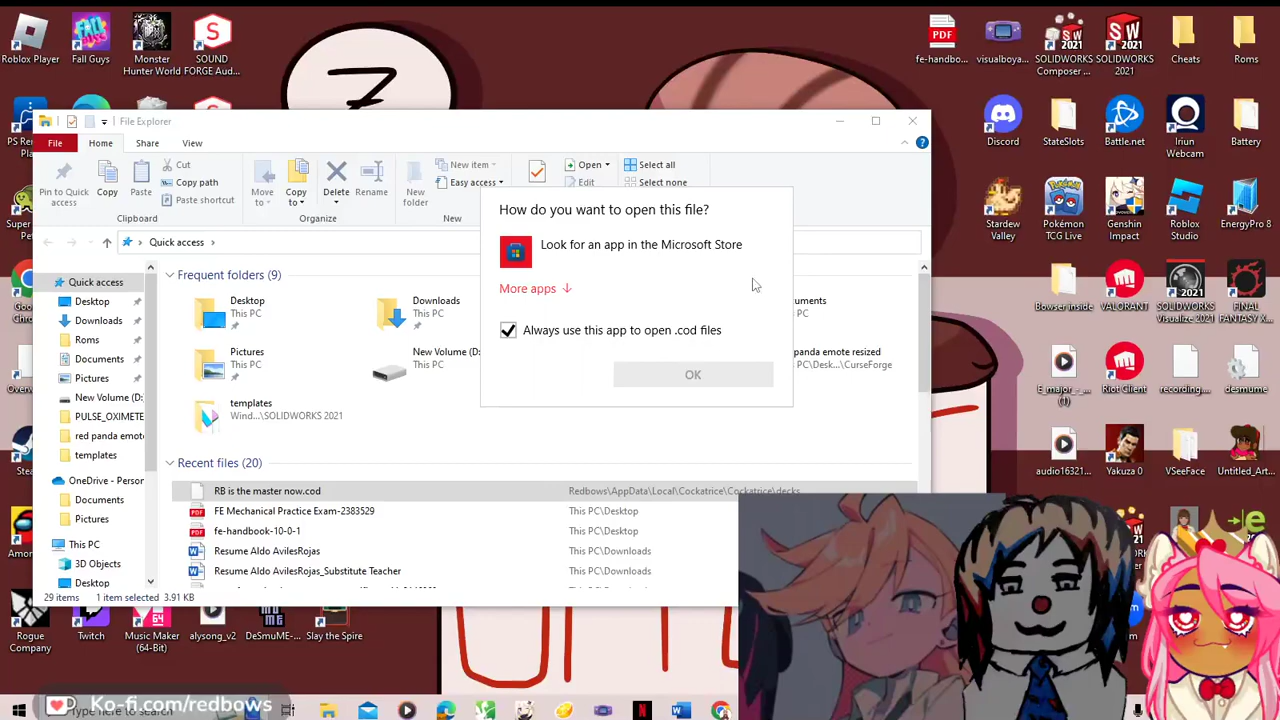 Roblox Player
Fall Guys
Monster Hunter World
SOUND FORGE Aud...
fe-handbo...
visualboya...
SOLIDWORKS Composer ...
SOLIDWORKS 2021
Cheats
Roms
File Explorer
File
Home
Share
View
Pin to Quick access
Copy
Paste
Cut
Copy path
Paste shortcut
Move to
Copy to
Delete
Rename
New folder
New item
Easy access
Open
Edit
Select all
Select none
Clipboard
Organize
New
Quick access
PS Rem
Discord
StateSlots
Battle.net
Iriun Webcam
Battery
Stardew Valley
Pokémon TCG Live
Genshin Impact
Roblox Studio
EnergyPro 8
Bowser inside
VALORANT
SOLIDWORKS Visualize 2021
FINAL FANTASY X...
E_major_-_... (1)
Riot Client
recording....
desmume
audio16321...
Yakuza 0
VSeeFace
Untitled_Art...
How do you want to open this file?
Look for an app in the Microsoft Store
More apps
Always use this app to open .cod files
OK
Quick access
Desktop
Downloads
Roms
Documents
Pictures
New Volume (D:
PULSE_OXIMETE
red panda emote
templates
OneDrive - Person
Documents
Pictures
This PC
3D Objects
Desktop
Frequent folders (9)
Desktop
This PC
Downloads
This PC
uments
PC
Pictures
This PC
New Volume (D:
This PC
panda emote resized
PC\Desk...\CurseForge
templates
Wind...\SOLIDWORKS 2021
Recent files (20)
RB is the master now.cod
Redbows\AppData\Local\Cockatrice\Cockatrice\decks
FE Mechanical Practice Exam-2383529
This PC\Desktop
fe-handbook-10-0-1
This PC\Desktop
Resume Aldo AvilesRojas
This PC\Downloads
Resume Aldo AvilesRojas_Substitute Teacher
This PC\Downloads
29 items
1 item selected 3.91 KB
Rogue Company
Twitch
Music Maker (64-Bit)
alysong_v2
DeSmuME-...
Slay the Spire
Ko-fi.com/redbows
Type here to search